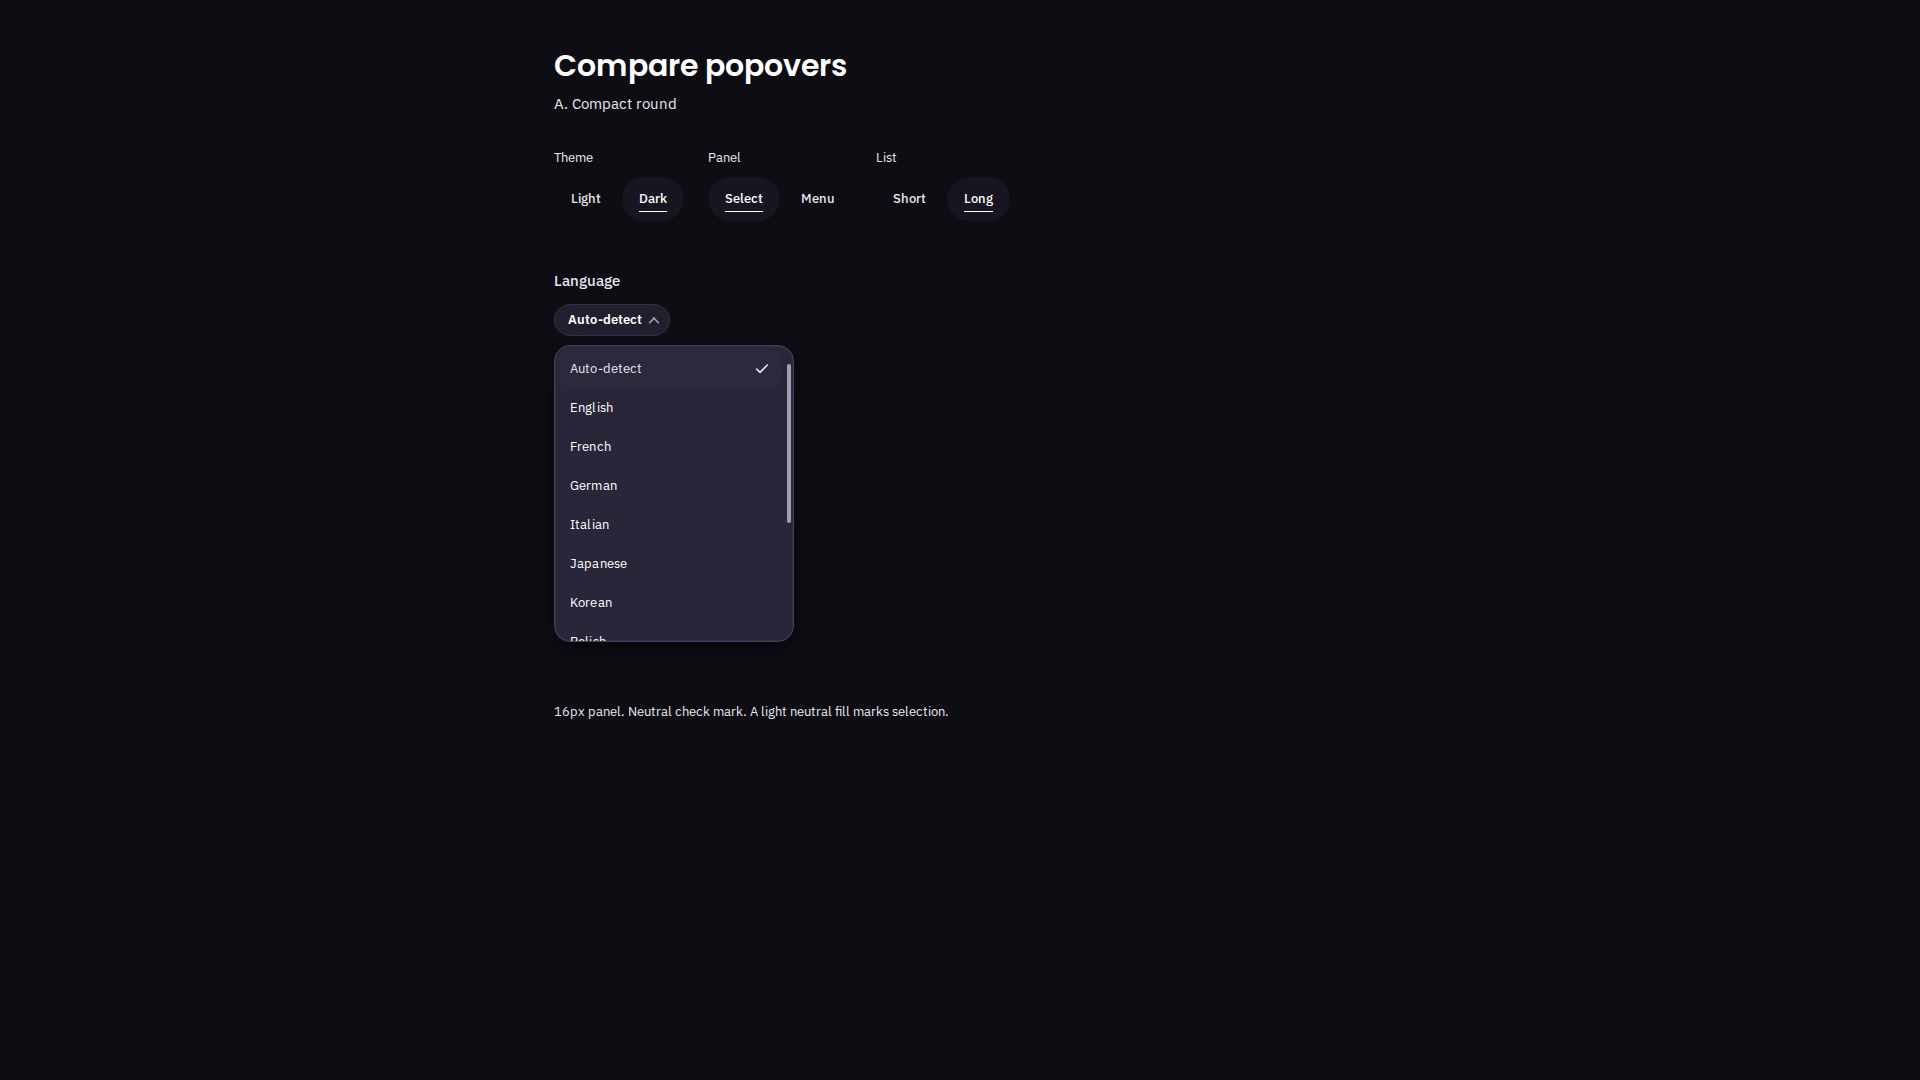 Compare popovers
A. Compact round
Theme Panel List
Light Dark Select Menu Short Long
Language
Auto-detect
Auto-detect
English
French
German
Italian
Japanese
Korean
Polish
16px panel. Neutral check mark. A light neutral fill marks selection.